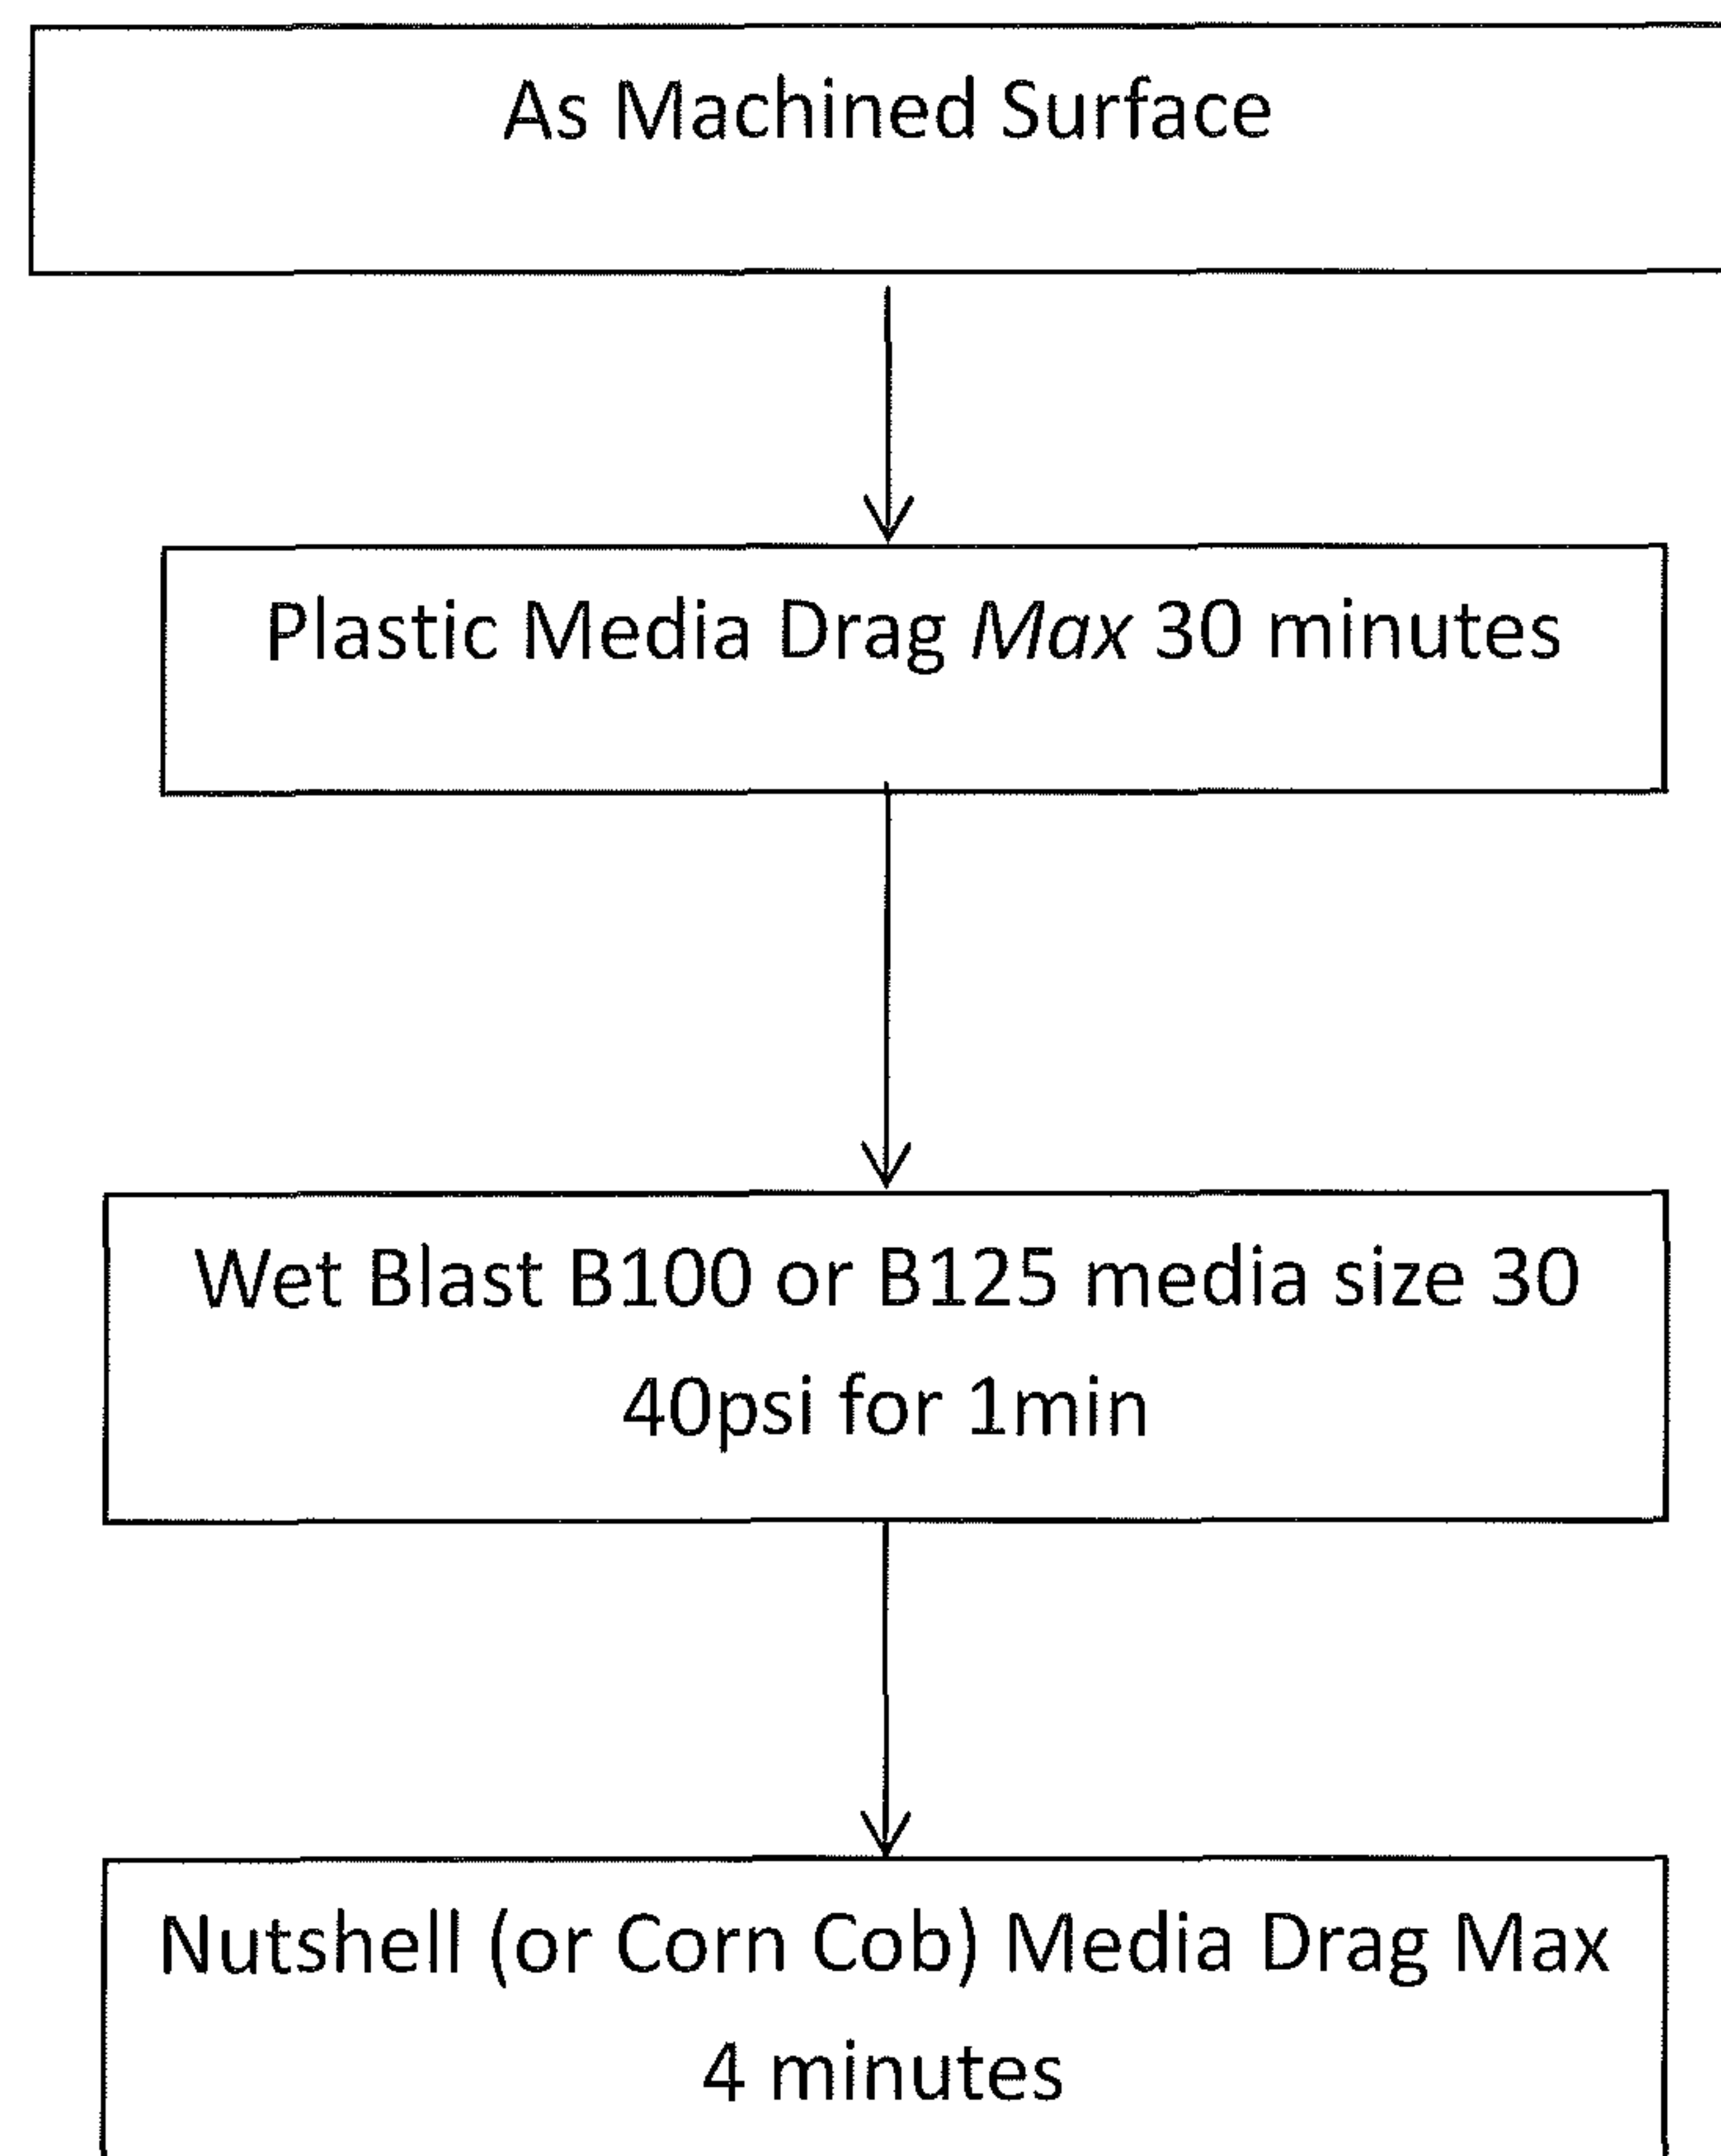 As Machined Surface
Plastic Media Drag Max 30 minutes
Wet Blast B100 or B125 media size 30
40psi for 1min
Nutshell (or Corn Cob) Media Drag Max
4 minutes